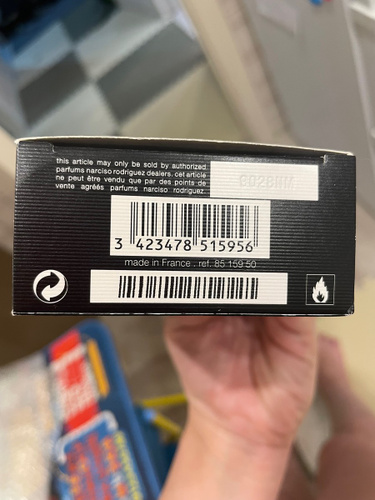 this article may only be sold by authorized
parfums narciso rodriguez dealers. cet article
ne peut être vendu que par des points de
vente agréés parfums narciso rodriguez.
3 423478 515956
made in France . ref. 85 159 50